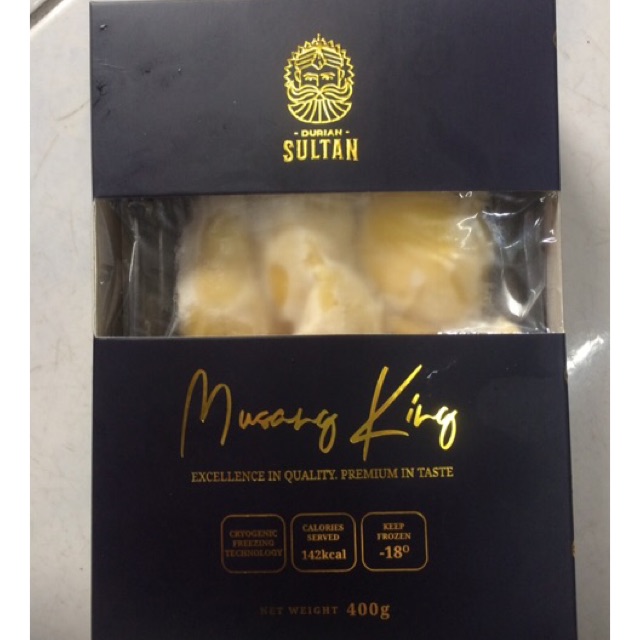 - DURIAN -
SULTAN
Musang King
EXCELLENCE IN QUALITY. PREMIUM IN TASTE
CRYOGENIC
FREEZING
TECHNOLOGY
CALORIES
SERVED
142kcal
KEEP
FROZEN
-18⁰
NET WEIGHT 400g